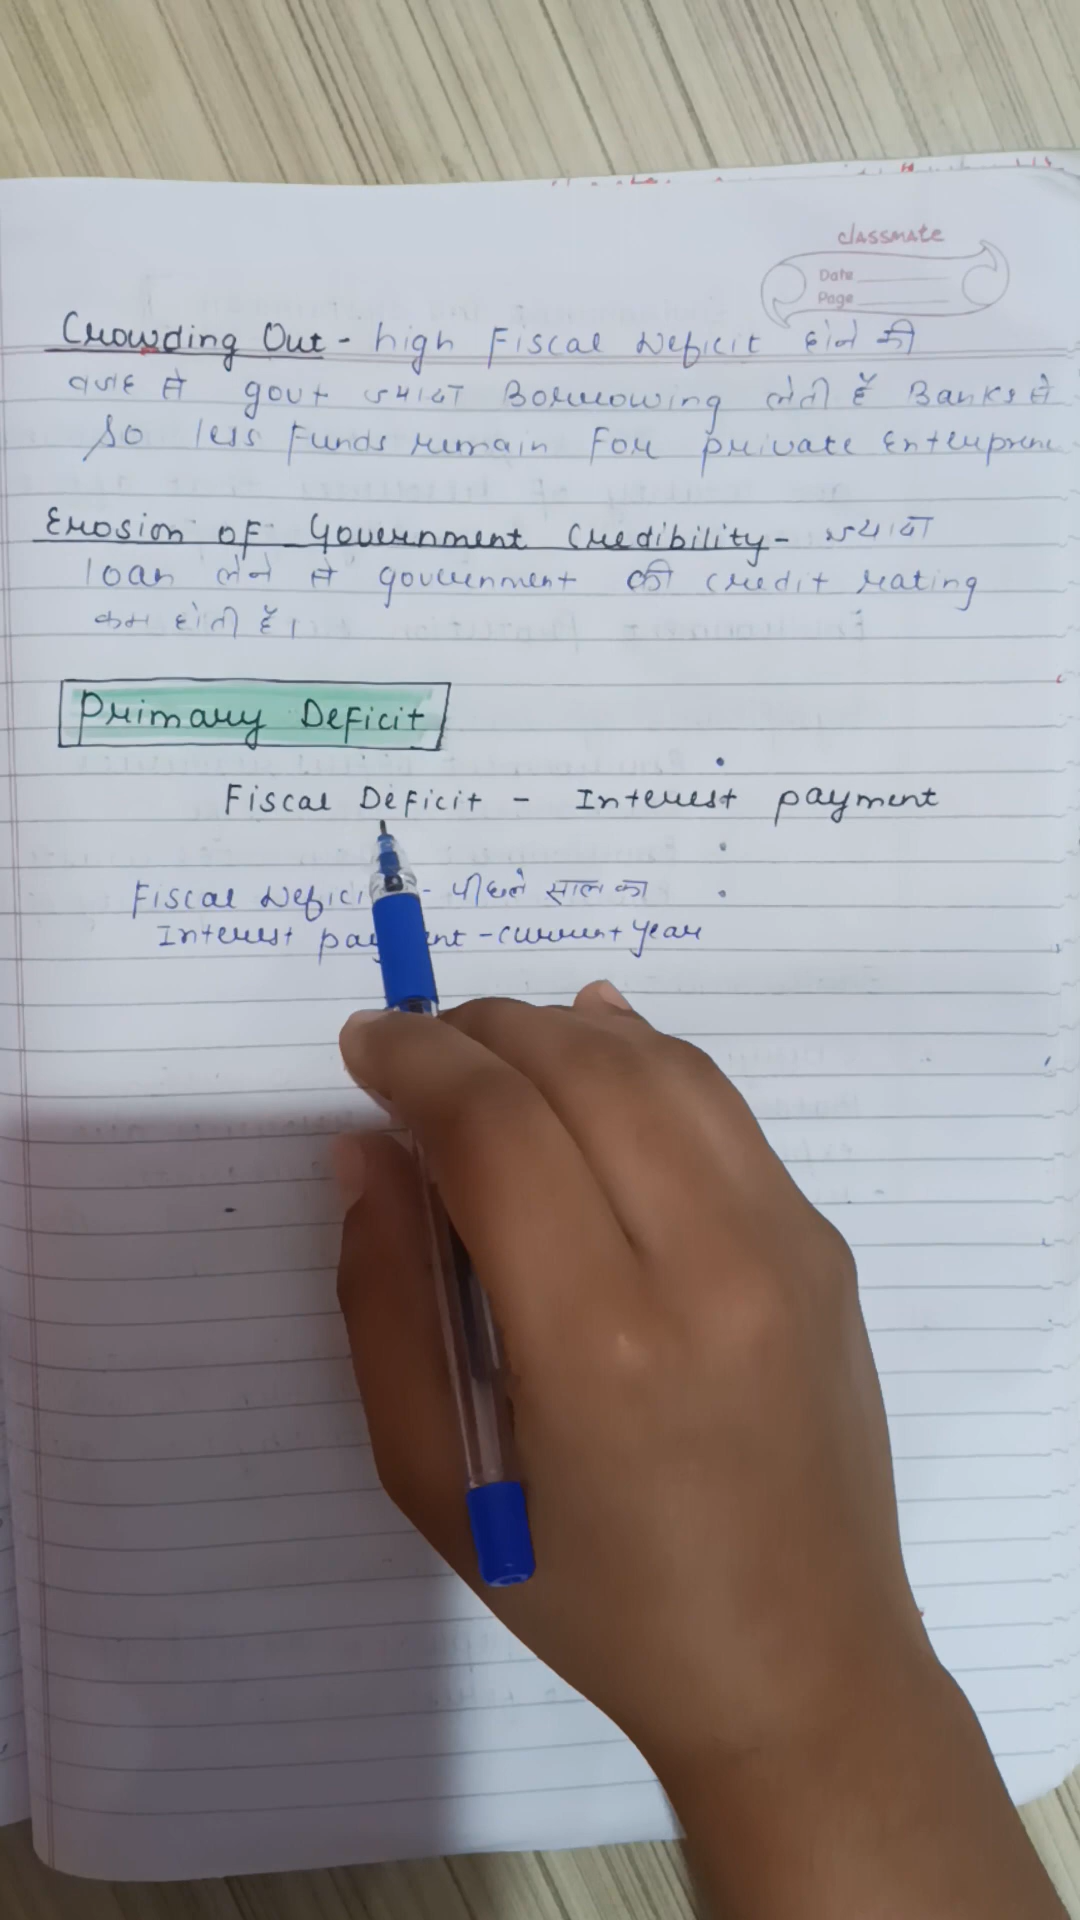 classmate
Date
Page
Crowding Out - high Fiscal Deficit होने की
वजह से govt ज्यादा Borrowing लेती हैं Banks से
So less Funds remain For private Enterprene
Erosion of Government Credibility - ज्यादा
loan लेने से government की credit rating
कम होती हैं।
Primary Deficit
Fiscal Deficit - Interest payment
Fiscal Defici - पीछले साल का
Interest pay nt - current year